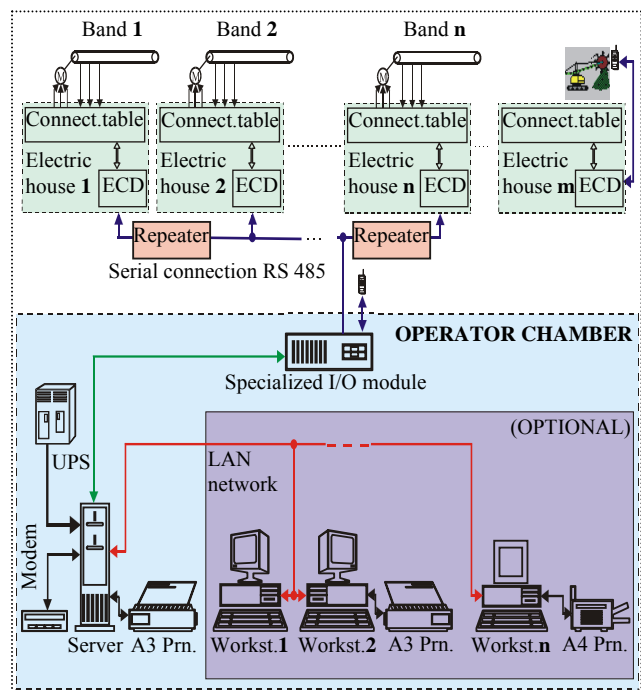 Band 1
Band 2
Band n
M
M
M
Connect.table
Connect.table
Connect.table
Connect.table
Electric
house 1
ECD
Electric
house 2
ECD
Electric
house n
ECD
Electric
house m
ECD
Repeater
...
Repeater
Serial connection RS 485
OPERATOR CHAMBER
Specialized I/O module
(OPTIONAL)
UPS
LAN
network
Modem
Server
A3 Prn.
Workst.1
Workst.2
A3 Prn.
Workst.n
A4 Prn.